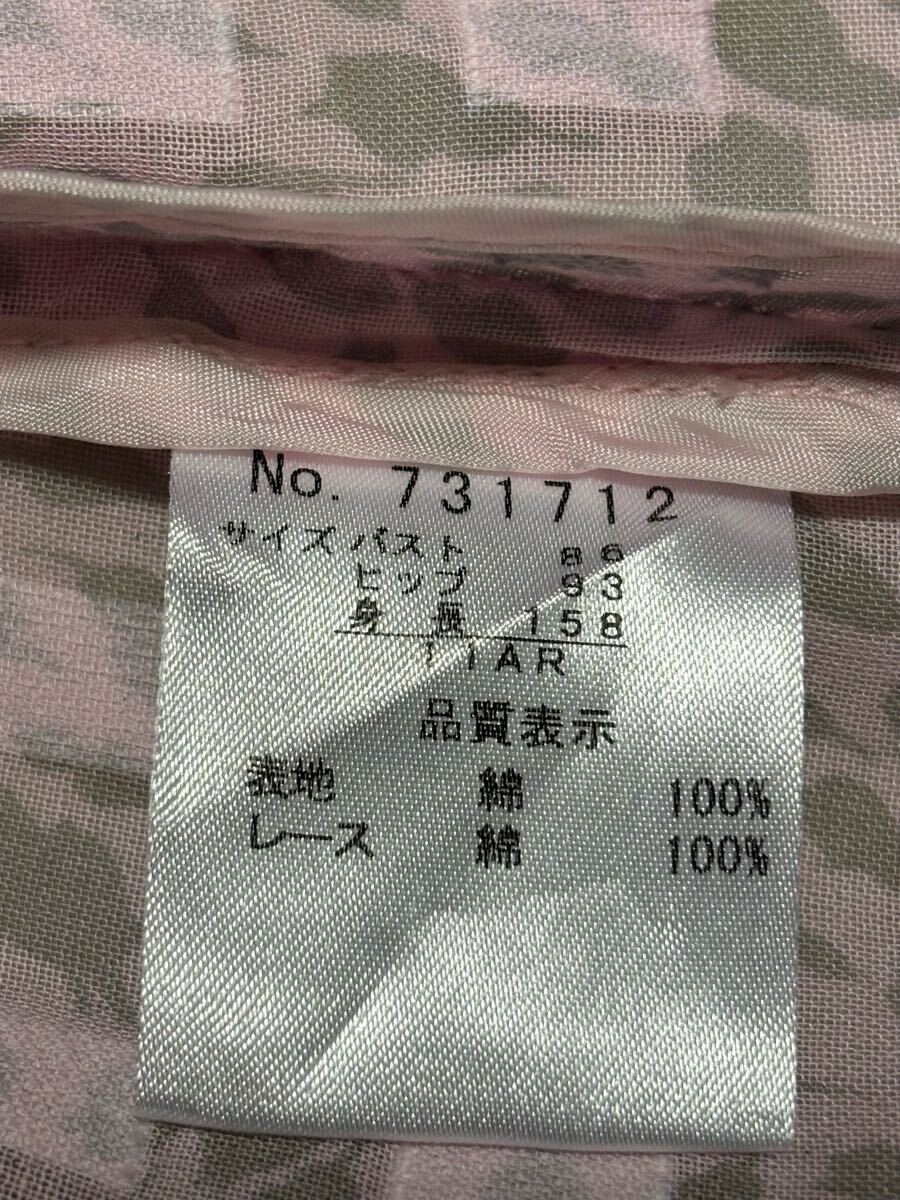 No. 731712
サイズ バスト 86
ヒップ 93
身長 158
11AR
品質表示
表地 綿 100%
レース 綿 100%